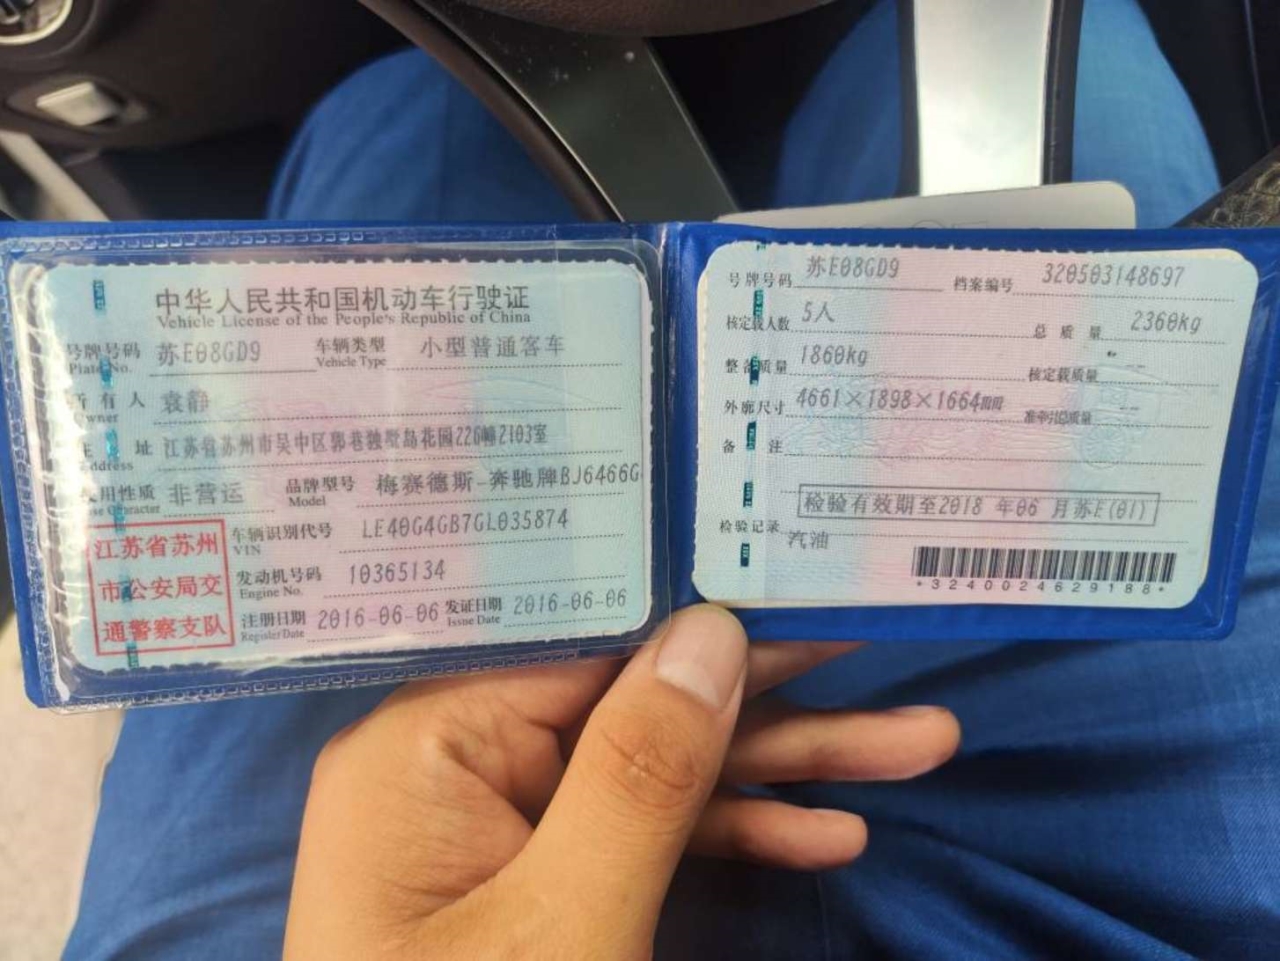 中华人民共和国机动车行驶证
Vehicle License of the People's Republic of China
号牌号码 苏E08GD9 车辆类型 小型普通客车
Plate No. Vehicle Type
所有人 袁静
Owner
住址 江苏省苏州市吴中区郭巷独墅岛花园226幢2103室
Address
使用性质 非营运 品牌型号 梅赛德斯-奔驰牌BJ6466G
Use Character Model
江苏省苏州
市公安局交
通警察支队
车辆识别代号 LE40G4GB7GL035874
VIN
发动机号码 10365134
Engine No.
注册日期 2016-06-06 发证日期 2016-06-06
Register Date Issue Date
号牌号码 苏E08GD9 档案编号 320503148697
核定载人数 5人 总质量 2360kg
整备质量 1860kg 核定载质量 --
外廓尺寸 4661×1898×1664mm 准牵引总质量 --
备注
检验有效期至2018 年06 月苏E(01)
检验记录
汽油
*3240024629188*